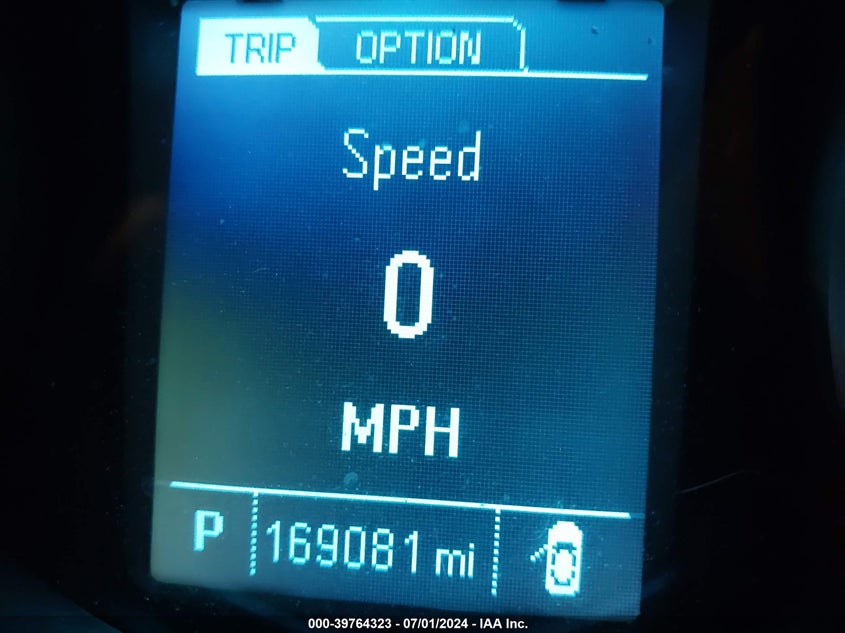 TRIP OPTION
Speed
0
MPH
P 169081 mi
000-39764323 - 07/01/2024 - IAA Inc.